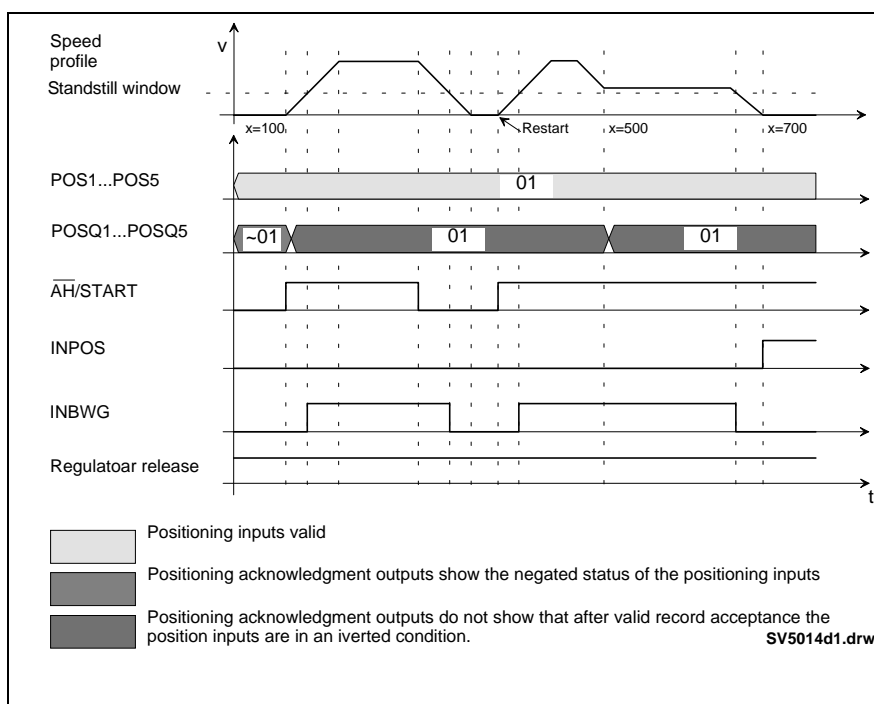 Speed
profile
v
Standstill window
x=100
Restart
x=500
x=700
POS1...POS5
01
POSQ1...POSQ5
~01
01
01
A̅H̅/START
INPOS
INBWG
Regulatoar release
t
Positioning inputs valid
Positioning acknowledgment outputs show the negated status of the positioning inputs
Positioning acknowledgment outputs do not show that after valid record acceptance the
position inputs are in an iverted condition.
SV5014d1.drw